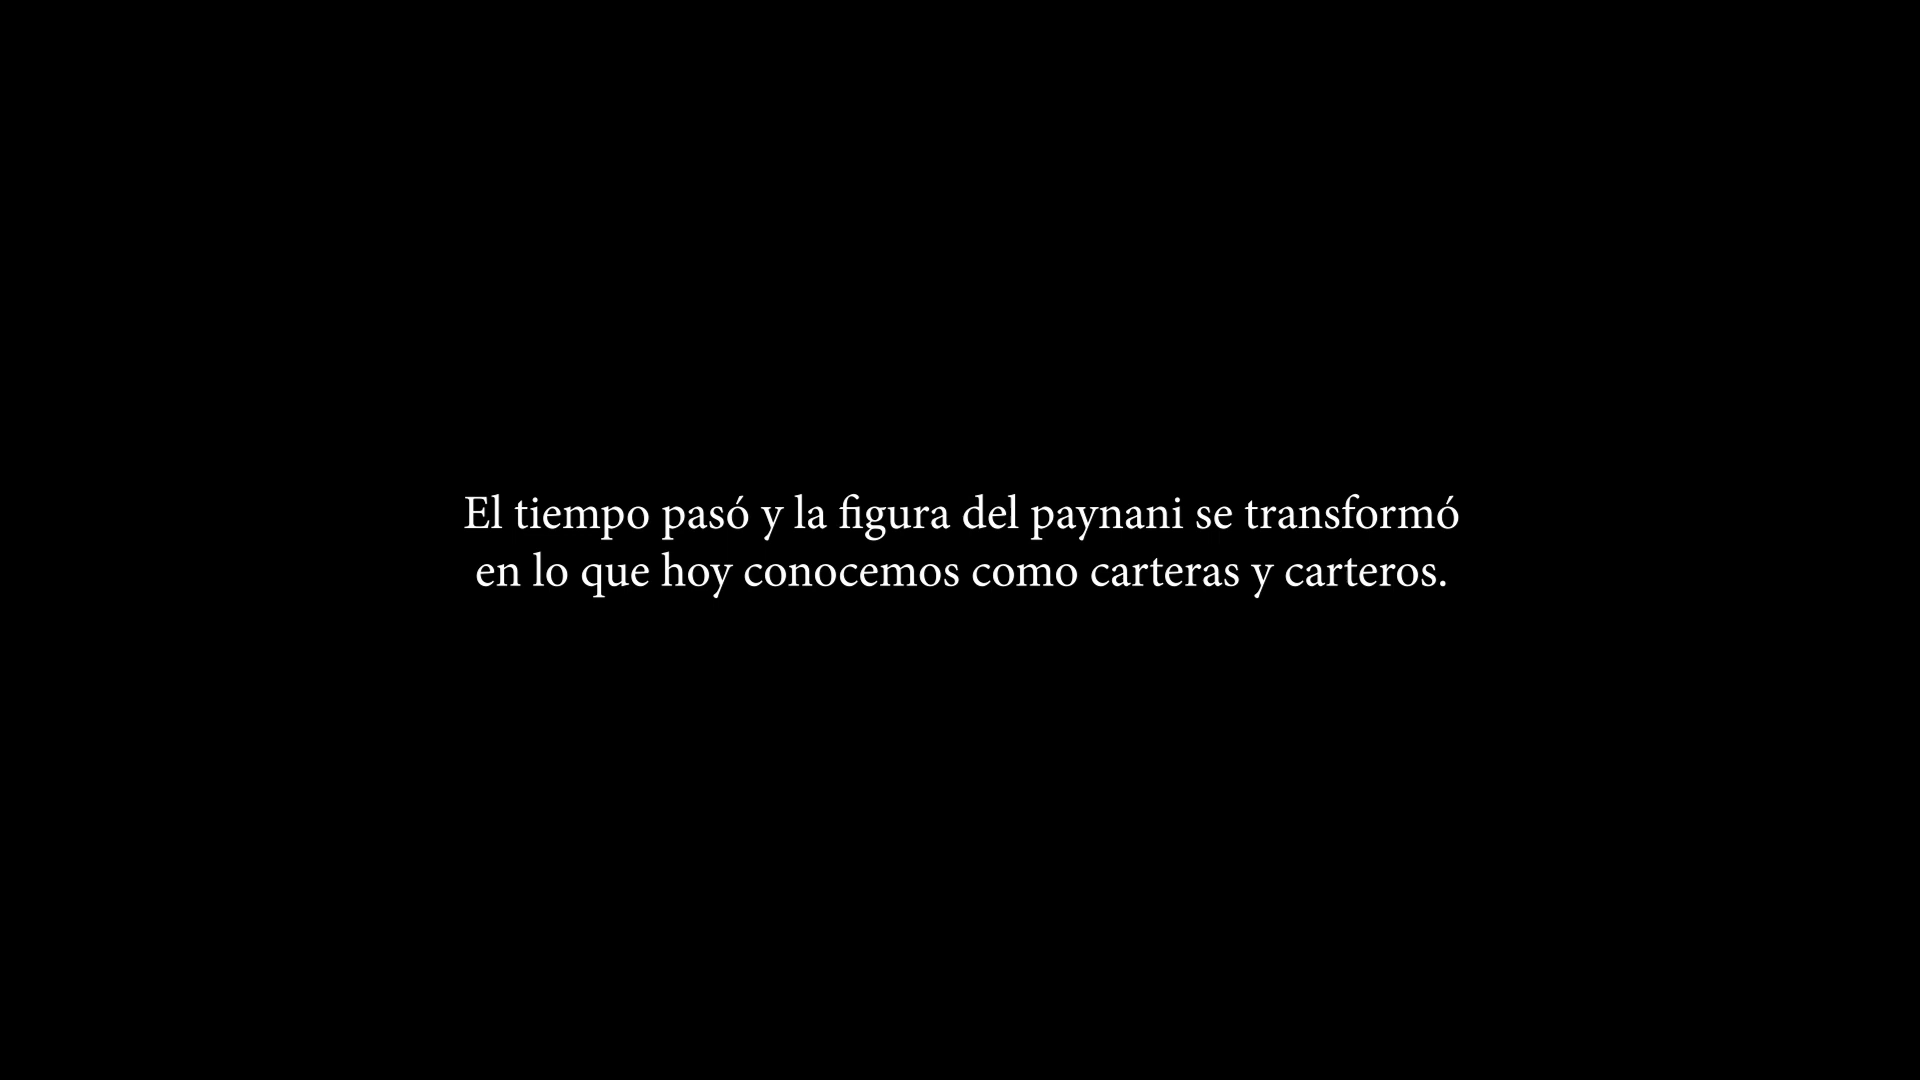 El tiempo pasó y la figura del paynani se transformó
en lo que hoy conocemos como carteras y carteros.